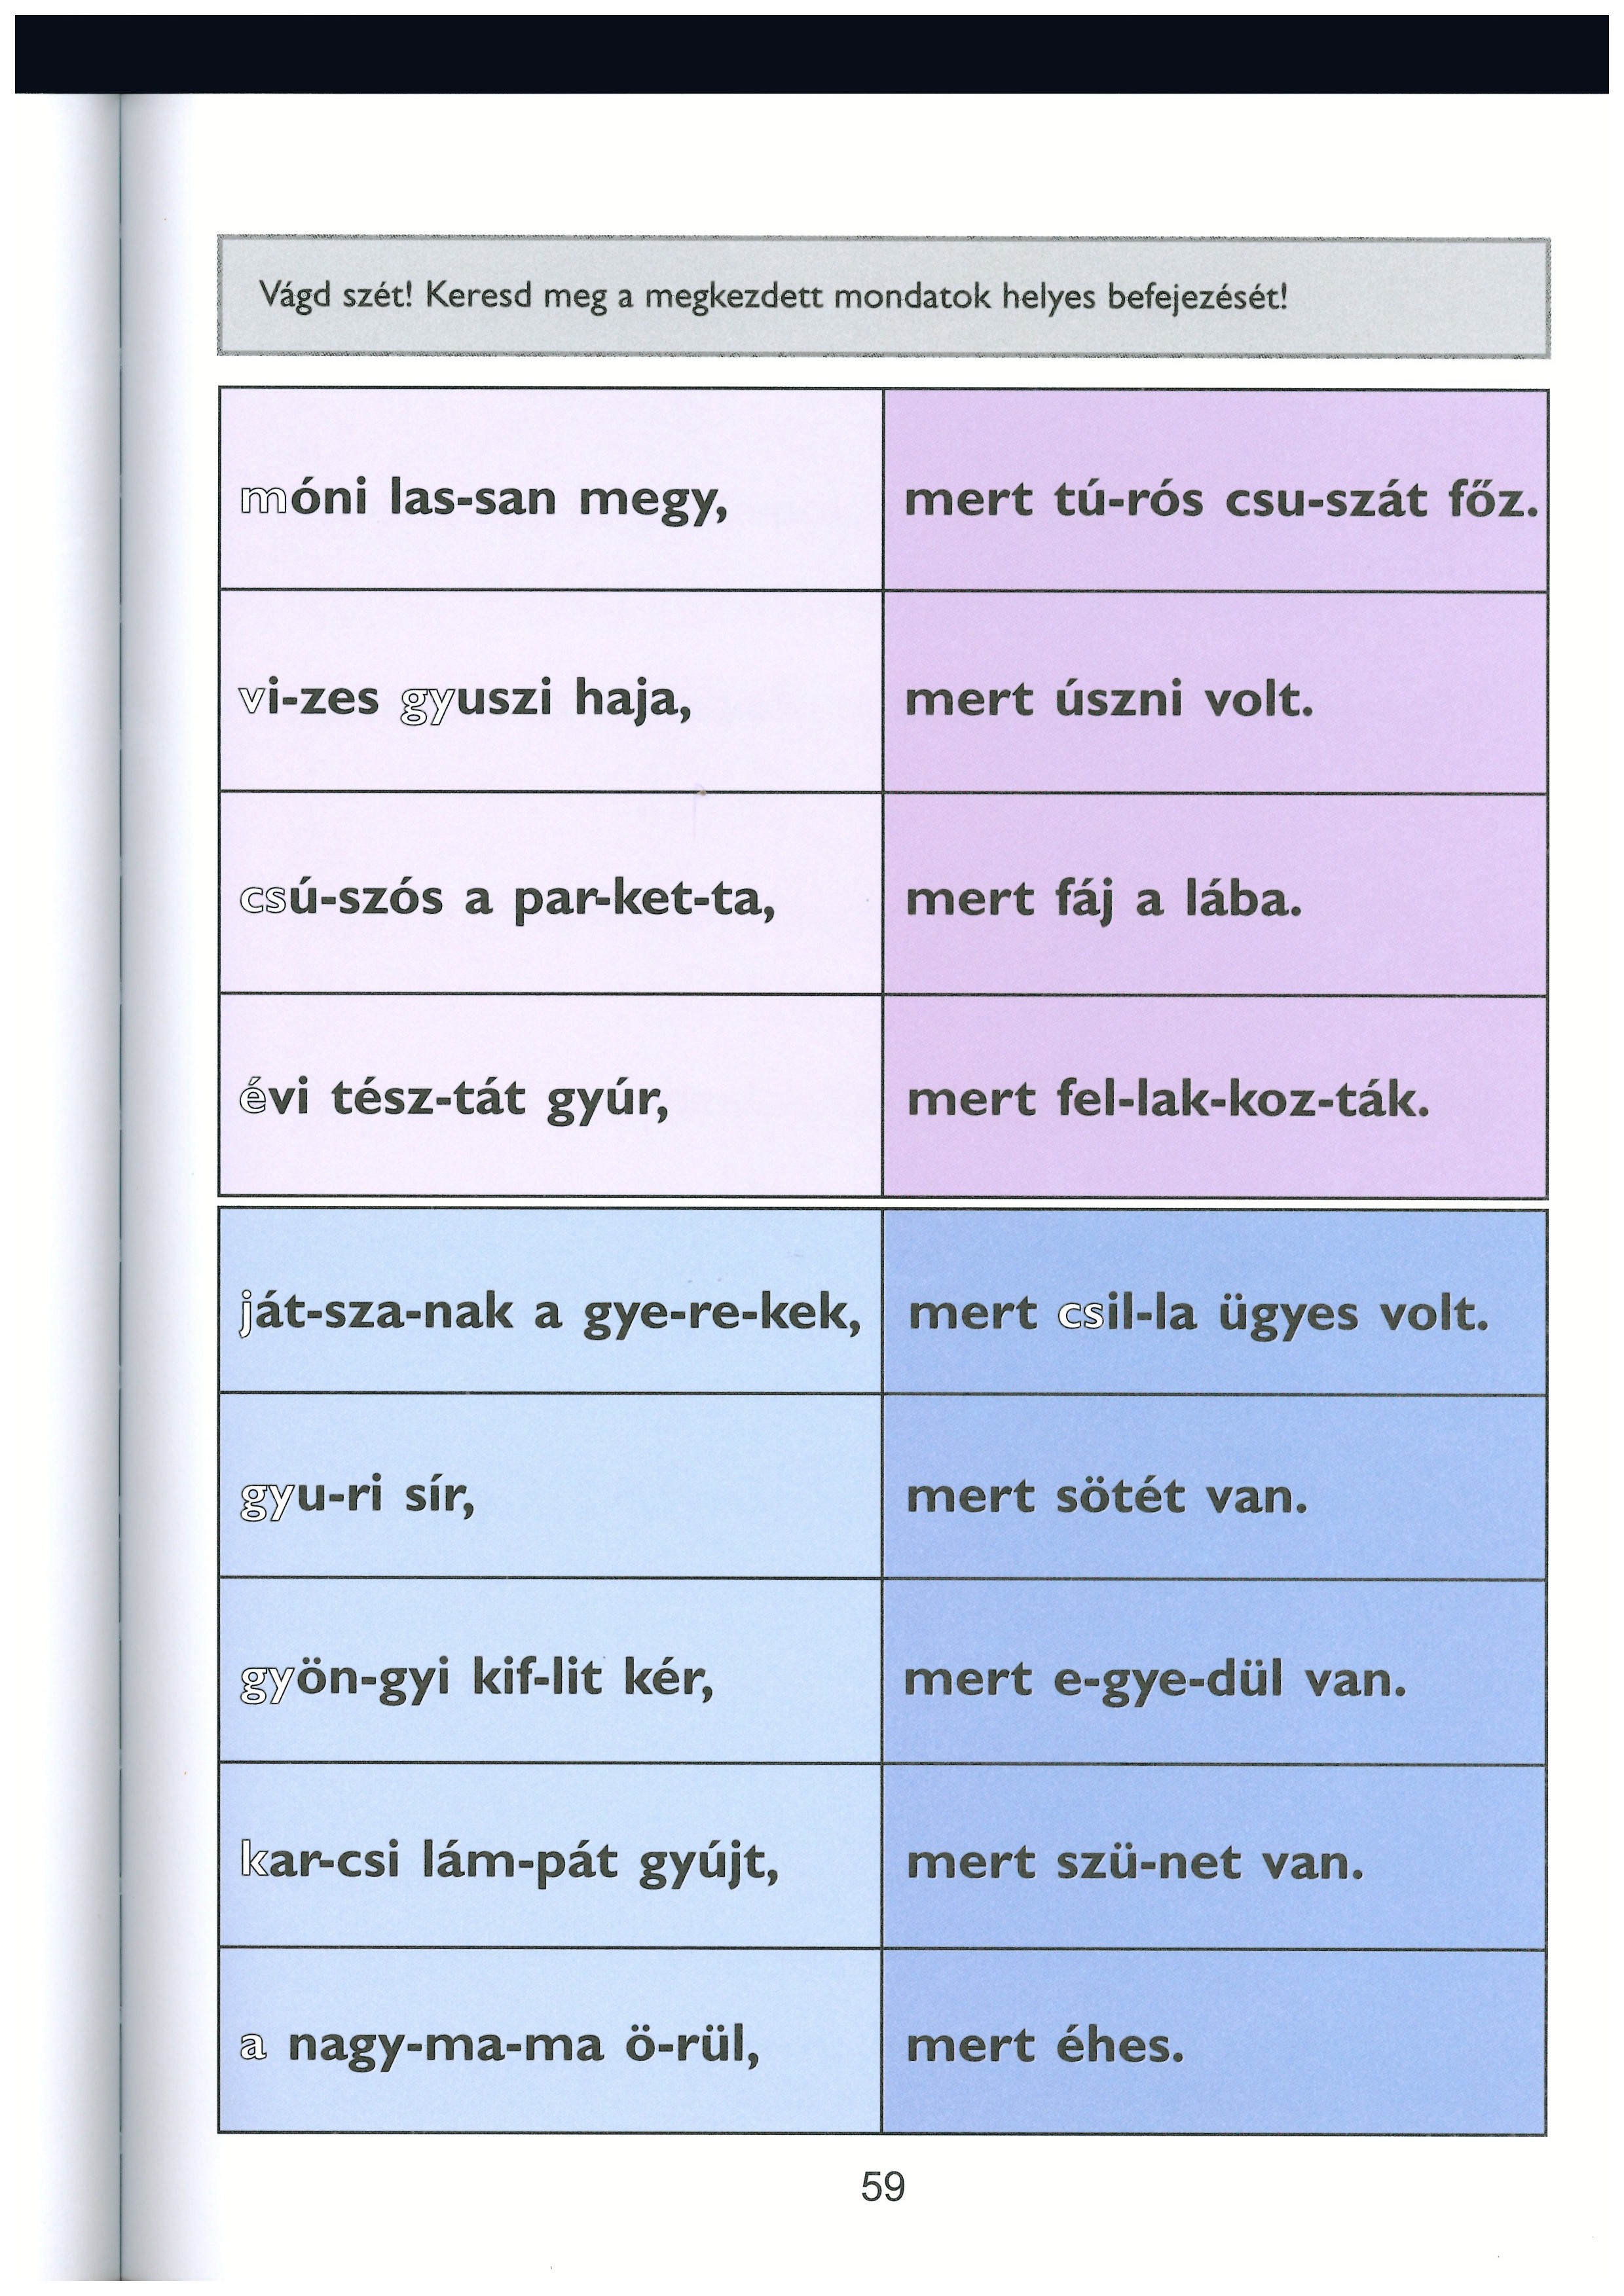 Vágd szét! Keresd meg a megkezdett mondatok helyes befejezését!
móni las-san megy,
mert tú-rós csu-szát főz.
vi-zes gyuszi haja,
mert úszni volt.
csú-szós a par-ket-ta,
mert fáj a lába.
évi tész-tát gyúr,
mert fel-lak-koz-ták.
ját-sza-nak a gye-re-kek,
mert csil-la ügyes volt.
gyu-ri sír,
mert sötét van.
gyön-gyi kif-lit kér,
mert e-gye-dül van.
kar-csi lám-pát gyújt,
mert szü-net van.
a nagy-ma-ma ö-rül,
mert éhes.
59